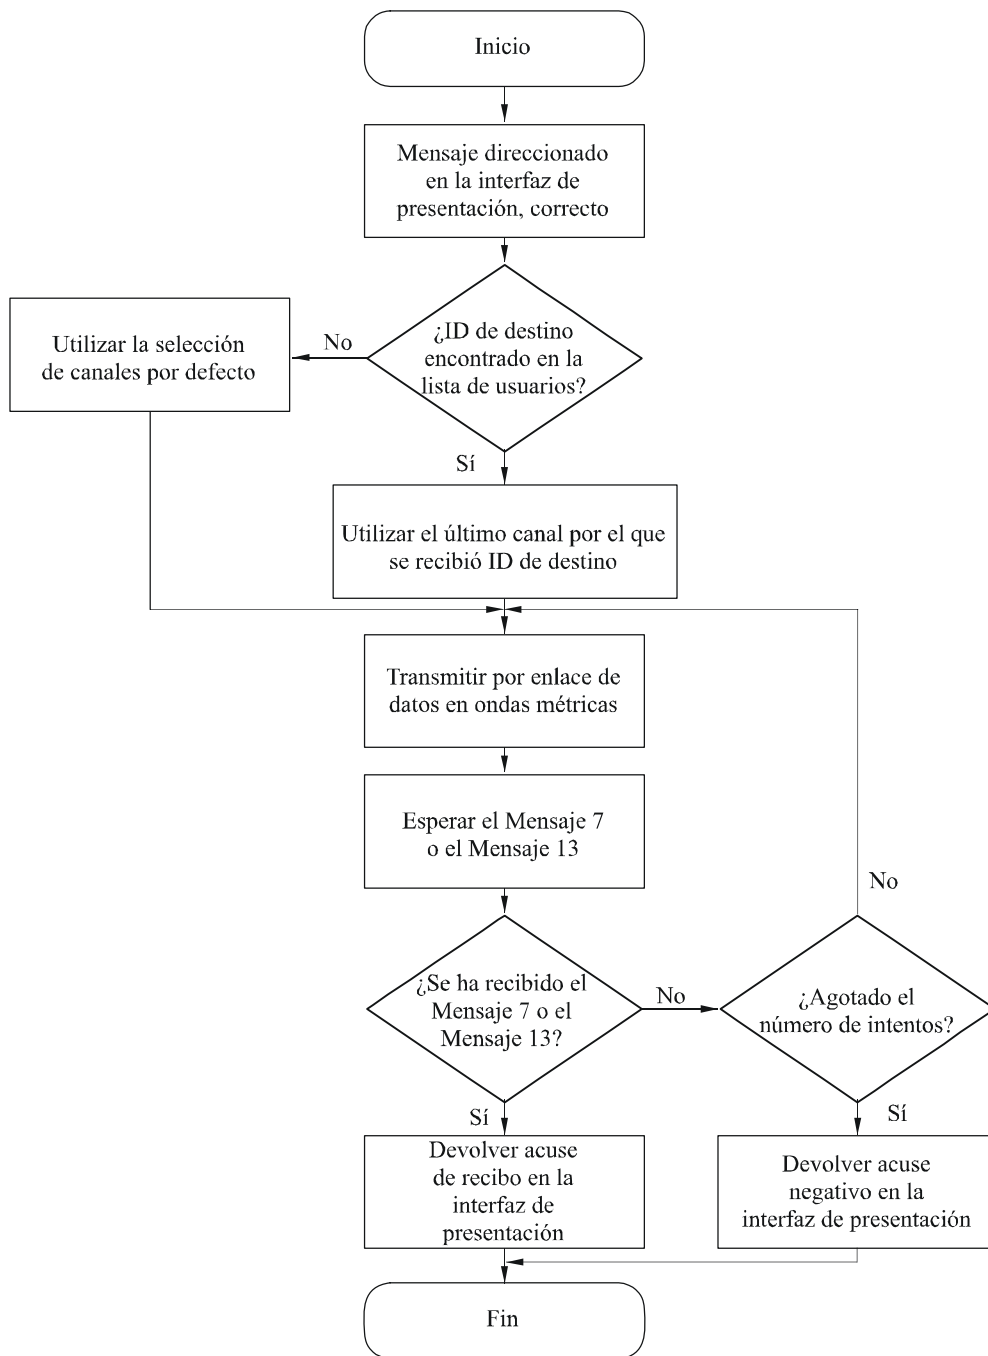 Inicio
Mensaje direccionado
en la interfaz de
presentación, correcto
¿ID de destino
encontrado en la
lista de usuarios?
No
Utilizar la selección
de canales por defecto
Sí
Utilizar el último canal por el que
se recibió ID de destino
Transmitir por enlace de
datos en ondas métricas
Esperar el Mensaje 7
o el Mensaje 13
No
¿Se ha recibido el
Mensaje 7 o el
Mensaje 13?
No
¿Agotado el
número de intentos?
Sí
Sí
Devolver acuse
de recibo en la
interfaz de
presentación
Devolver acuse
negativo en la
interfaz de presentación
Fin